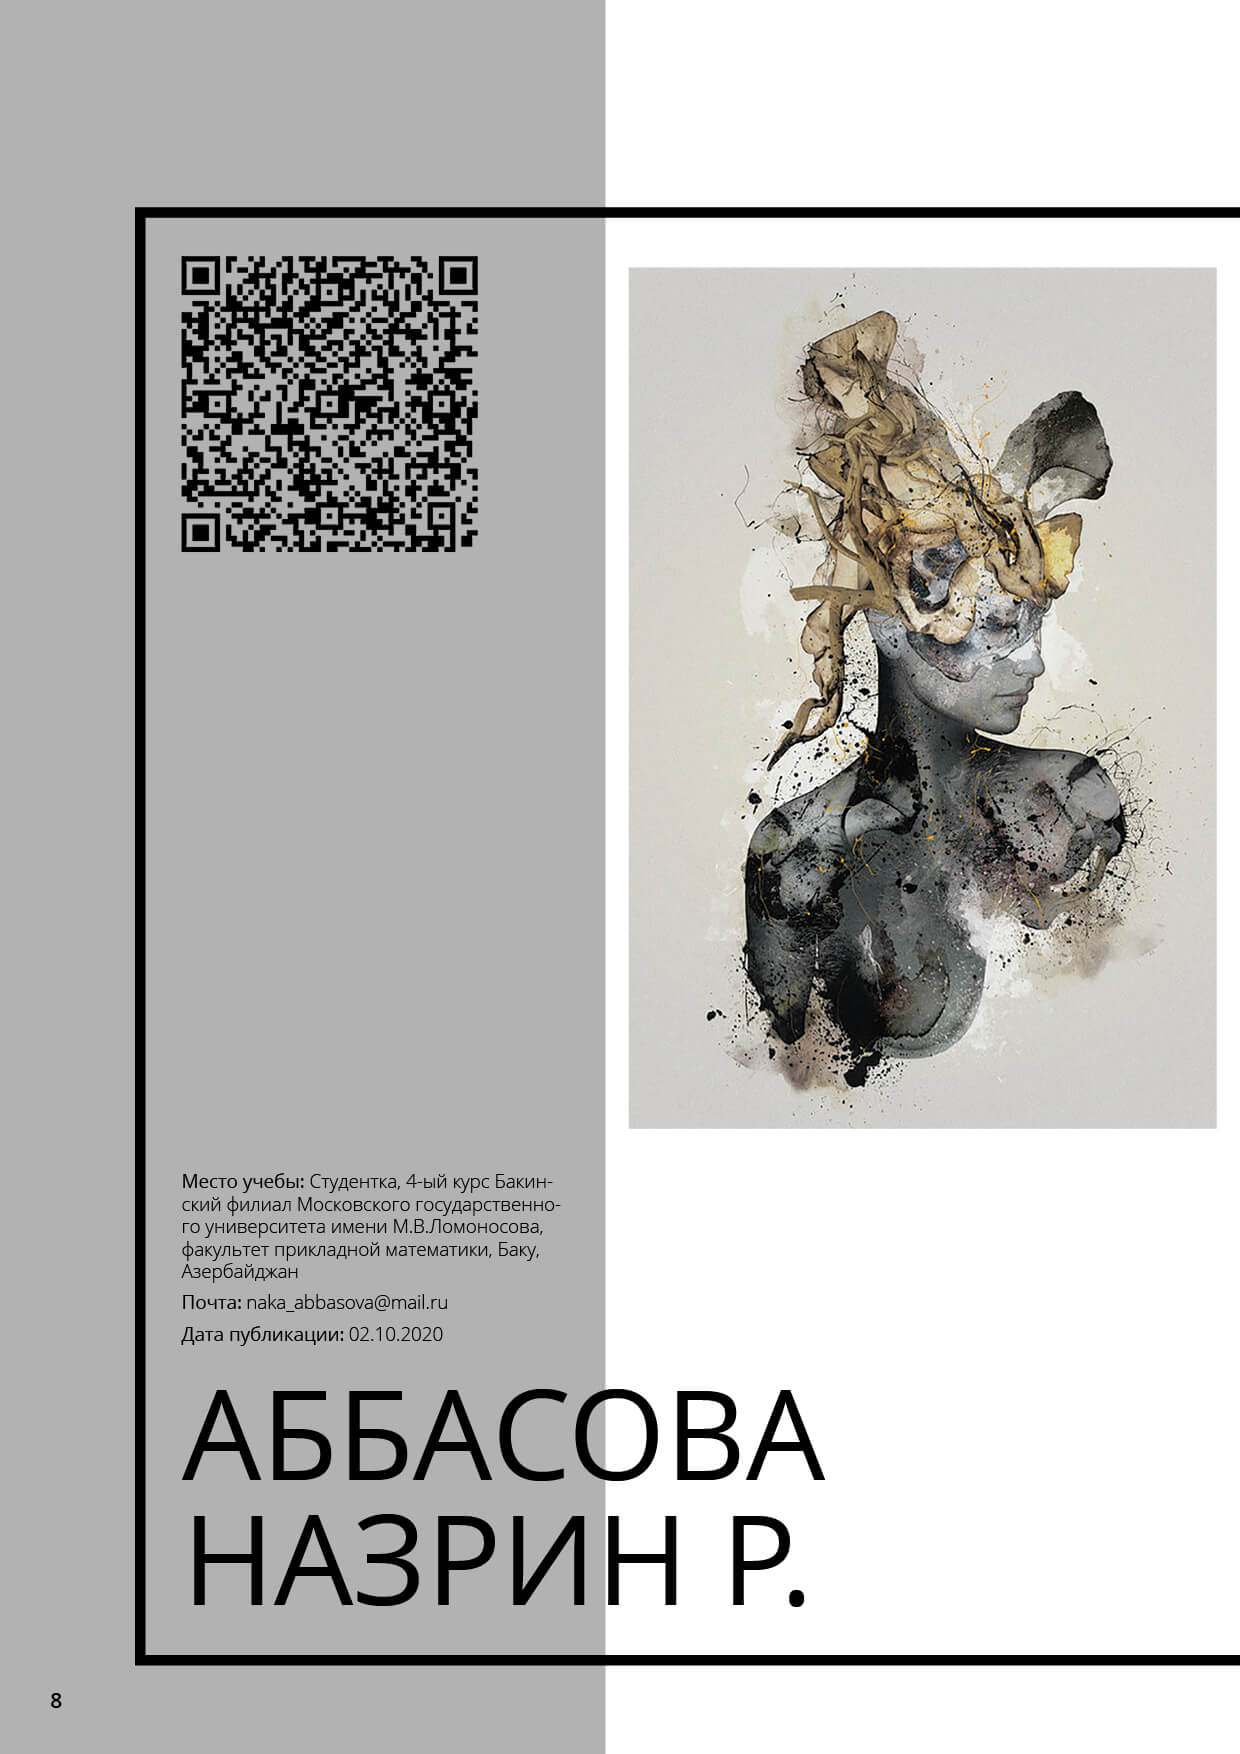 Место учебы: Студентка, 4-ый курс Бакин-
ский филиал Московского государственно-
го университета имени М.В.Ломоносова,
факультет прикладной математики, Баку,
Азербайджан
Почта: naka_abbasova@mail.ru
Дата публикации: 02.10.2020
АББАСОВА
НАЗРИН Р.
8